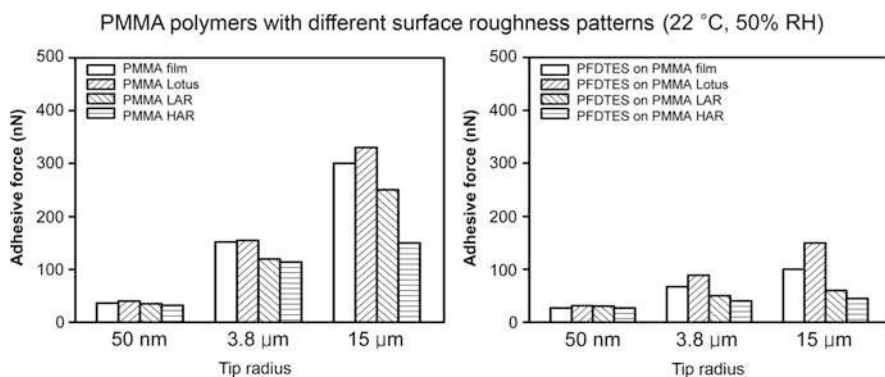 PMMA polymers with different surface roughness patterns (22 °C, 50% RH)
500
400
300
200
100
0
Adhesive force (nN)
PMMA film
PMMA Lotus
PMMA LAR
PMMA HAR
50 nm
3.8 µm
15 µm
Tip radius
500
400
300
200
100
0
Adhesive force (nN)
PFDTES on PMMA film
PFDTES on PMMA Lotus
PFDTES on PMMA LAR
PFDTES on PMMA HAR
50 nm
3.8 µm
15 µm
Tip radius